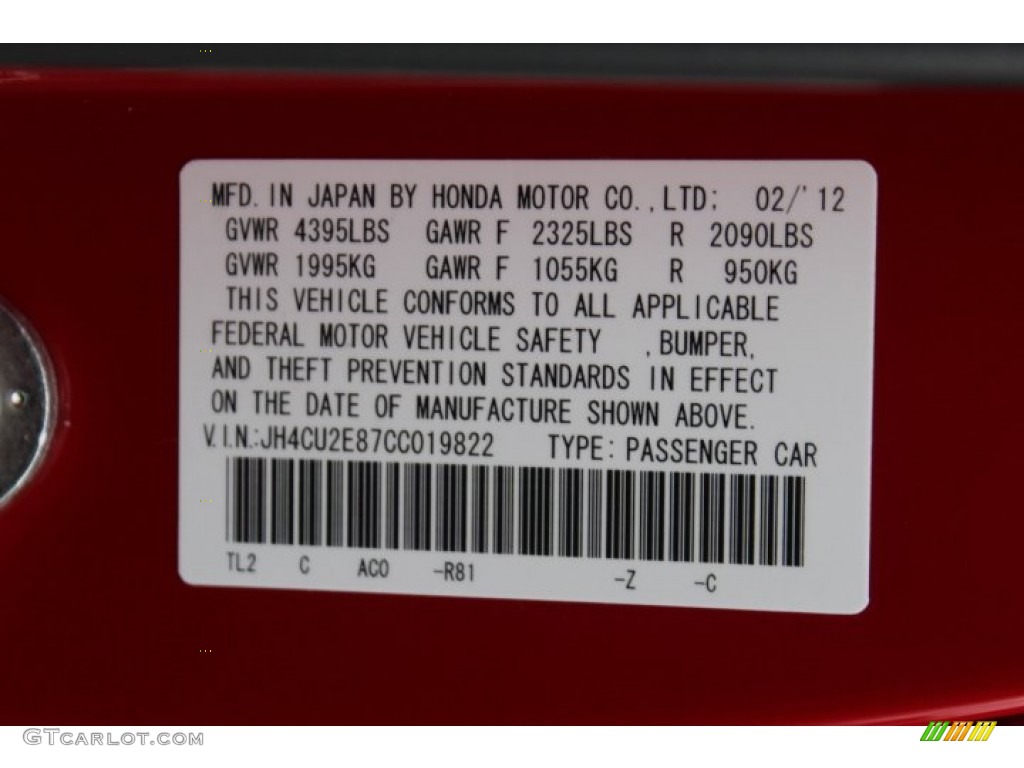 MFD. IN JAPAN BY HONDA MOTOR CO.,LTD: 02/'12
GVWR 4395LBS GAWR F 2325LBS R 2090LBS
GVWR 1995KG GAWR F 1055KG R 950KG
THIS VEHICLE CONFORMS TO ALL APPLICABLE
FEDERAL MOTOR VEHICLE SAFETY ,BUMPER,
AND THEFT PREVENTION STANDARDS IN EFFECT
ON THE DATE OF MANUFACTURE SHOWN ABOVE.
V.I.N.:JH4CU2E87CC019822 TYPE: PASSENGER CAR
TL2 C AC0 -R81 -Z -C
GTCARLOT.COM